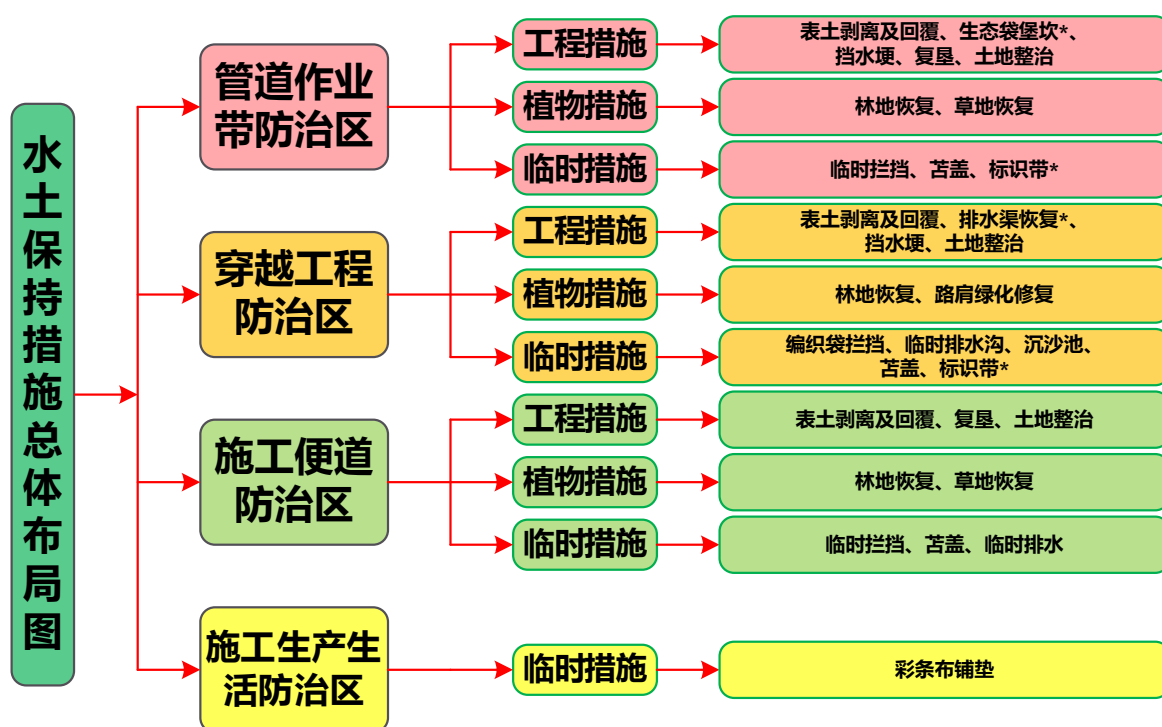 水土保持措施总体布局图
管道作业
带防治区
工程措施
表土剥离及回覆、生态袋堡坎*、
挡水埂、复垦、土地整治
植物措施
林地恢复、草地恢复
临时措施
临时拦挡、苫盖、标识带*
穿越工程
防治区
工程措施
表土剥离及回覆、排水渠恢复*、
挡水埂、土地整治
植物措施
林地恢复、路肩绿化修复
临时措施
编织袋拦挡、临时排水沟、沉沙池、
苫盖、标识带*
施工便道
防治区
工程措施
表土剥离及回覆、复垦、土地整治
植物措施
林地恢复、草地恢复
临时措施
临时拦挡、苫盖、临时排水
施工生产生
活防治区
临时措施
彩条布铺垫